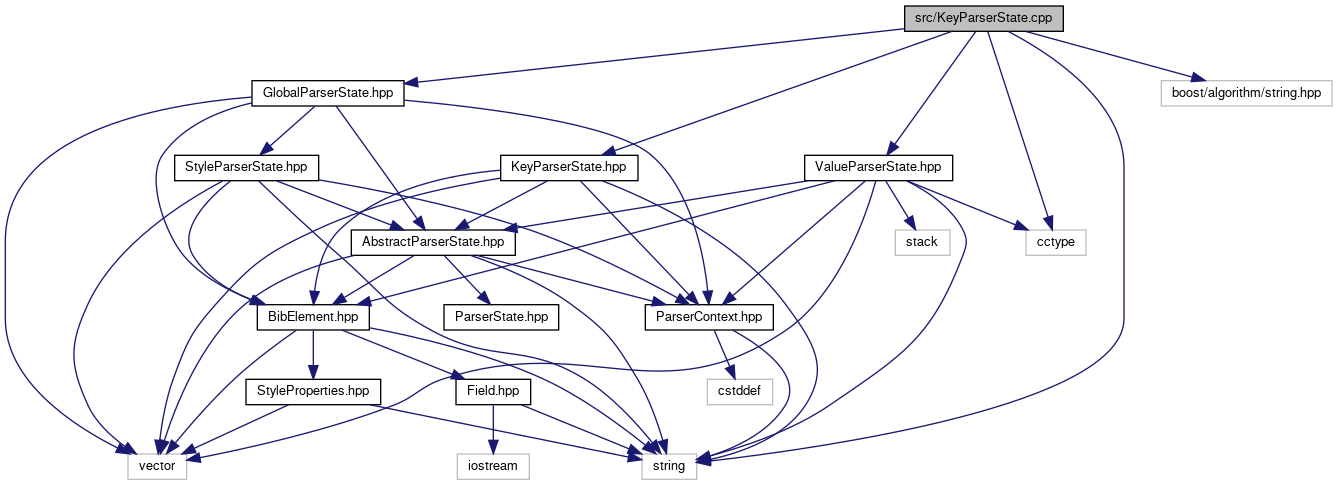 src/KeyParserState.cpp
GlobalParserState.hpp
boost/algorithm/string.hpp
StyleParserState.hpp
KeyParserState.hpp
ValueParserState.hpp
AbstractParserState.hpp
stack
cctype
BibElement.hpp
ParserState.hpp
ParserContext.hpp
StyleProperties.hpp
Field.hpp
cstddef
vector
iostream
string